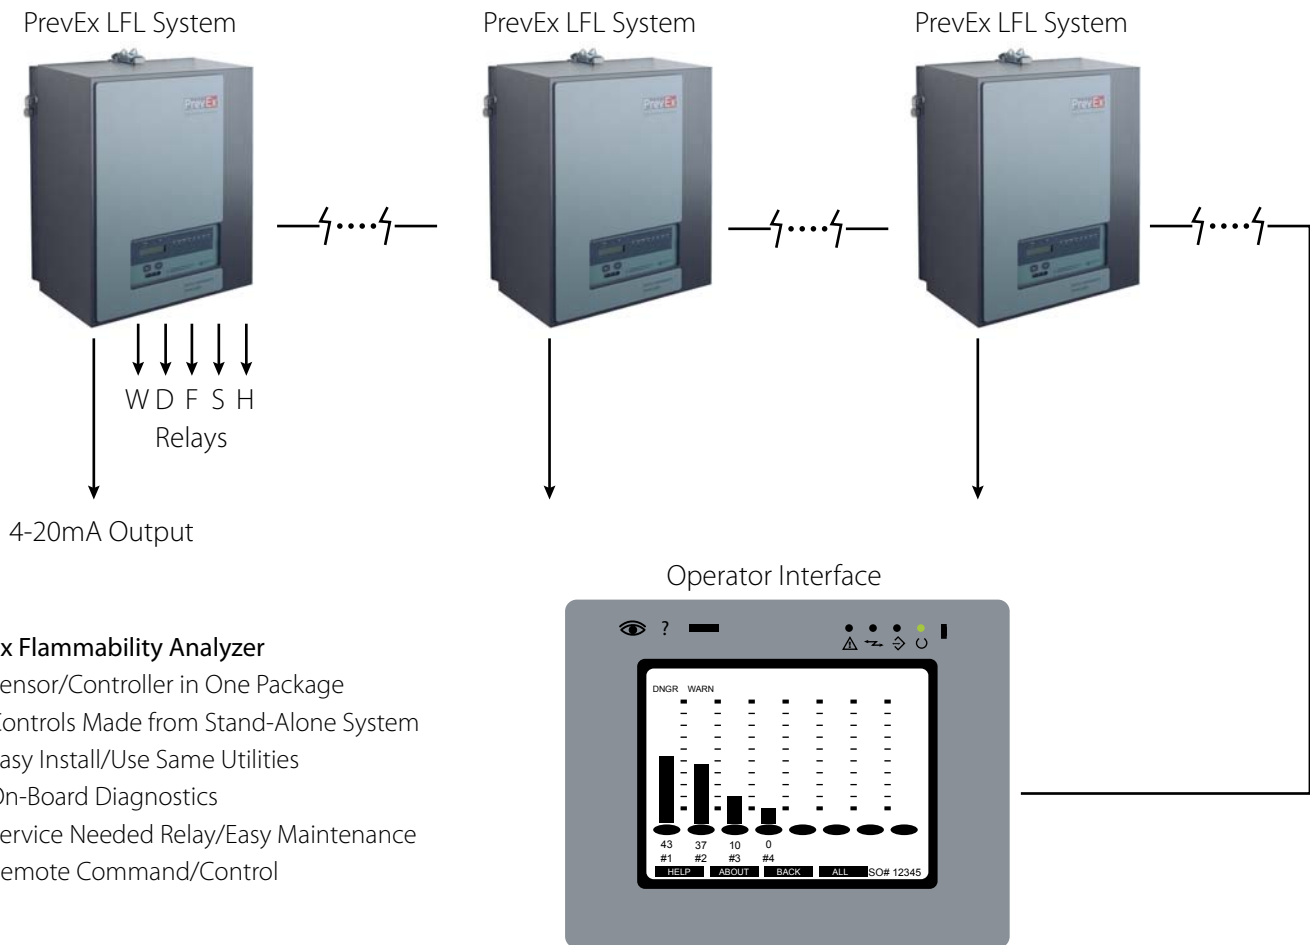 PrevEx LFL System
PrevEx LFL System
PrevEx LFL System
PrevEx
PrevEx
PrevEx
W D F S H
Relays
4-20mA Output
Operator Interface
x Flammability Analyzer
ensor/Controller in One Package
Controls Made from Stand-Alone System
asy Install/Use Same Utilities
On-Board Diagnostics
ervice Needed Relay/Easy Maintenance
emote Command/Control
?
DNGR WARN
43 37 10 0
#1 #2 #3 #4
HELP ABOUT BACK ALL SO# 12345